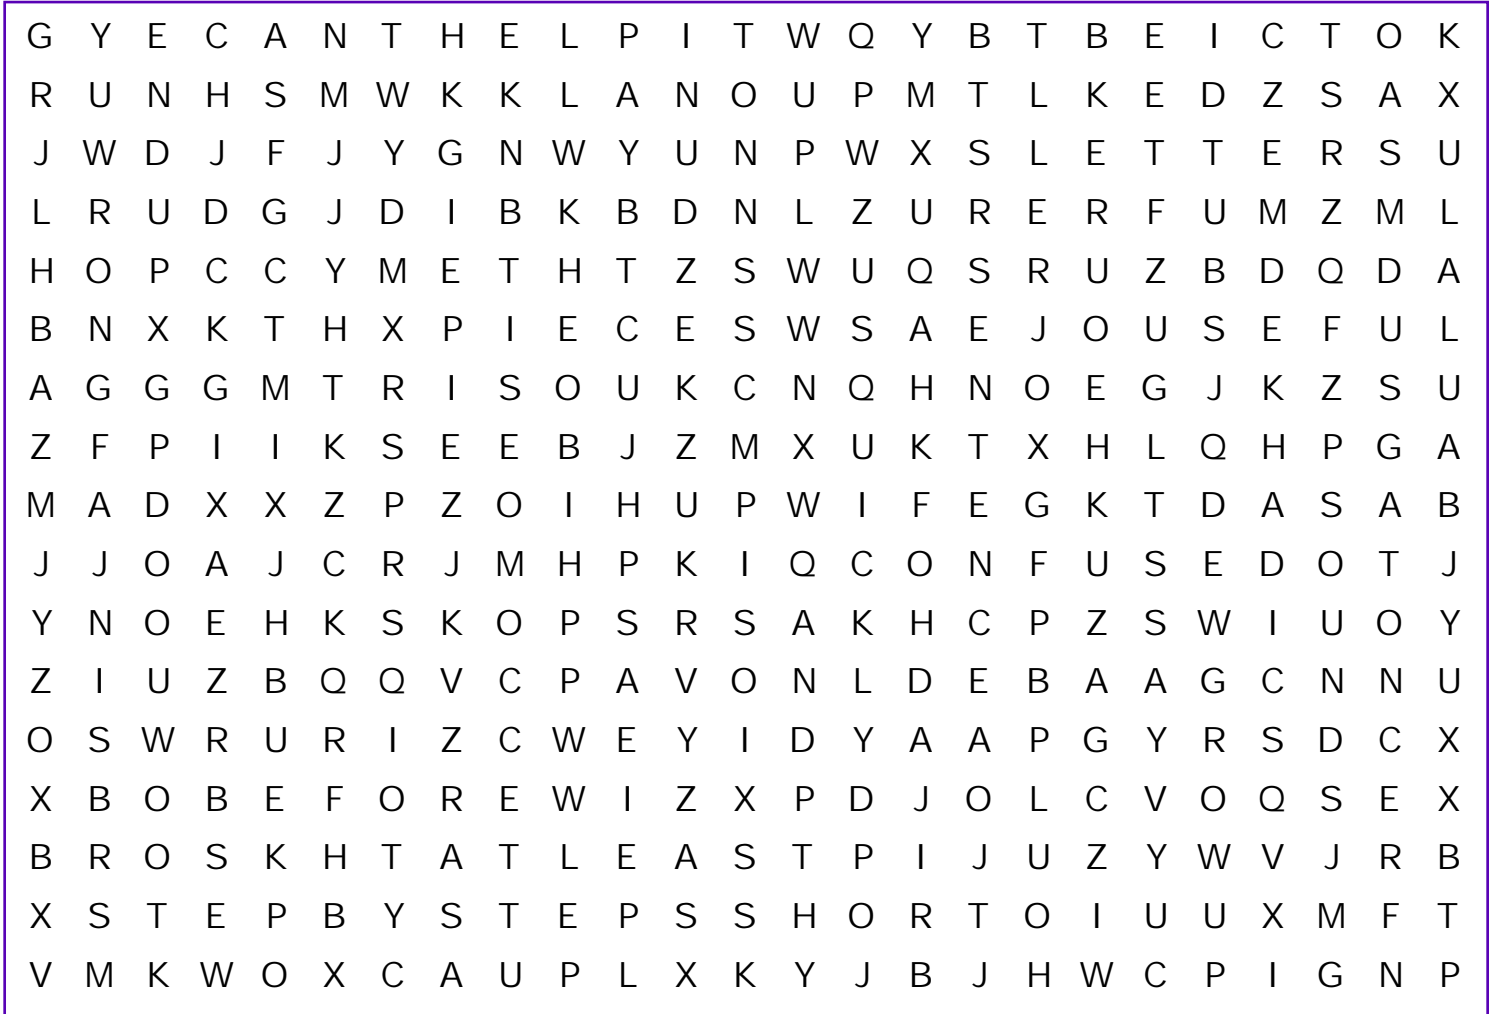 G Y E C A N T H E L P I T W Q Y B T B E I C T O K
R U N H S M W K K L A N O U P M T L K E D Z S A X
J W D J F J Y G N W Y U N P W X S L E T T E R S U
L R U D G J D I B K B D N L Z U R E R F U M Z M L
H O P C C Y M E T H T Z S W U Q S R U Z B D Q D A
B N X K T H X P I E C E S W S A E J O U S E F U L
A G G G M T R I S O U K C N Q H N O E G J K Z S U
Z F P I I K S E E B J Z M X U K T X H L Q H P G A
M A D X X Z P Z O I H U P W I F E G K T D A S A B
J J O A J C R J M H P K I Q C O N F U S E D O T J
Y N O E H K S K O P S R S A K H C P Z S W I U O Y
Z I U Z B Q Q V C P A V O N L D E B A A G C N N U
O S W R U R I Z C W E Y I D Y A A P G Y R S D C X
X B O B E F O R E W I Z X P D J O L C V O Q S E X
B R O S K H T A T L E A S T P I J U Z Y W V J R B
X S T E P B Y S T E P S S H O R T O I U U X M F T
V M K W O X C A U P L X K Y J B J H W C P I G N P